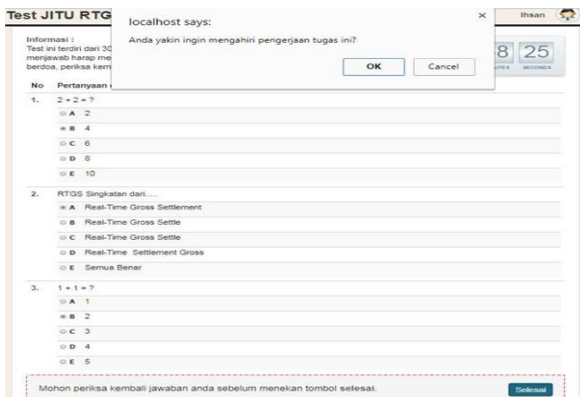 Test JITU RTG
Ihsan
localhost says:
×
Anda yakin ingin mengahiri pengerjaan tugas ini?
OK
Cancel
Informasi :
Test ini terdiri dari 30
menjawab harap me
berdoa, periksa kem
8 25
SECONDS
No Pertanyaan
1. 2 + 2 = ?
A 2
B 4
C 6
D 8
E 10
2. RTGS Singkatan dari.....
A Real-Time Gross Settlement
B Real-Time Gross Settle
C Real-Time Gross Settle
D Real-Time Settlement Gross
E Semua Benar
3. 1 + 1 = ?
A 1
B 2
C 3
D 4
E 5
Mohon periksa kembali jawaban anda sebelum menekan tombol selesai.
Selesai